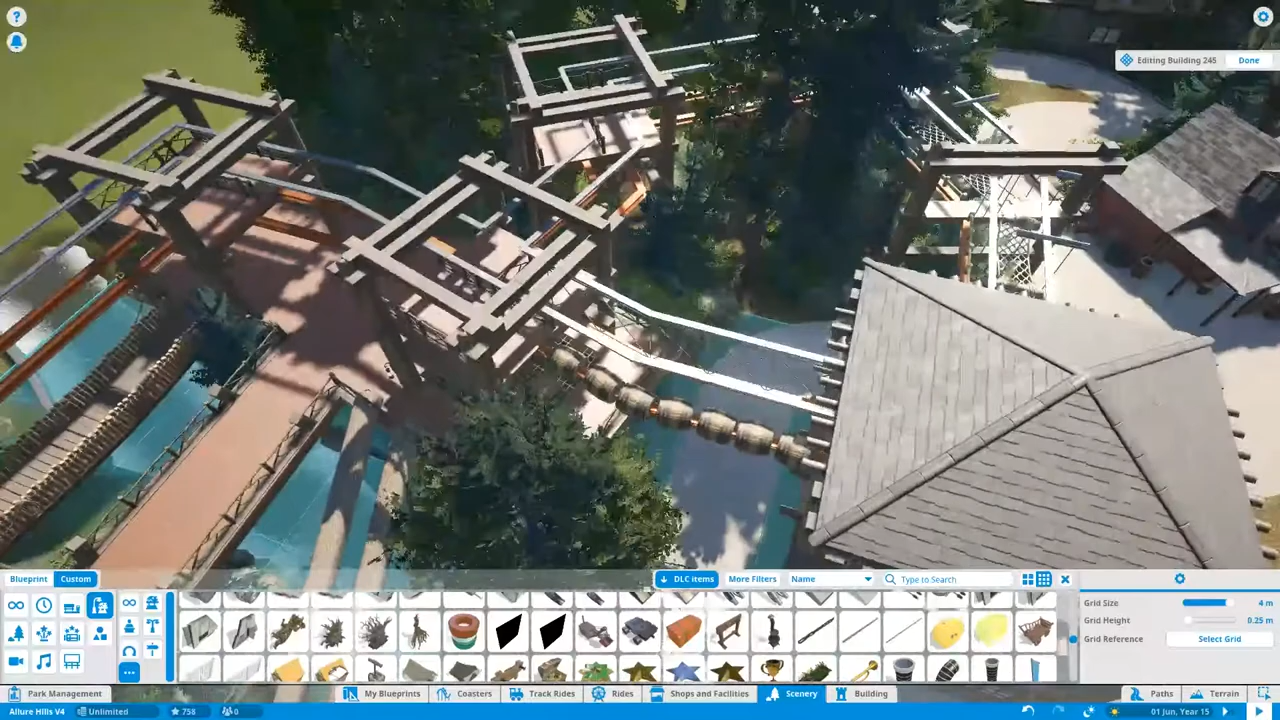 ?
Editing Building 245 Done
Blueprint Custom
DLC items More Filters Name Type to Search
Grid Size 4 m
Grid Height 0.25 m
Grid Reference Select Grid
Park Management My Blueprints Coasters Track Rides Rides Shops and Facilities Scenery Building Paths Terrain
Allure Hills V4 Unlimited 758 0 01 Jun, Year 15